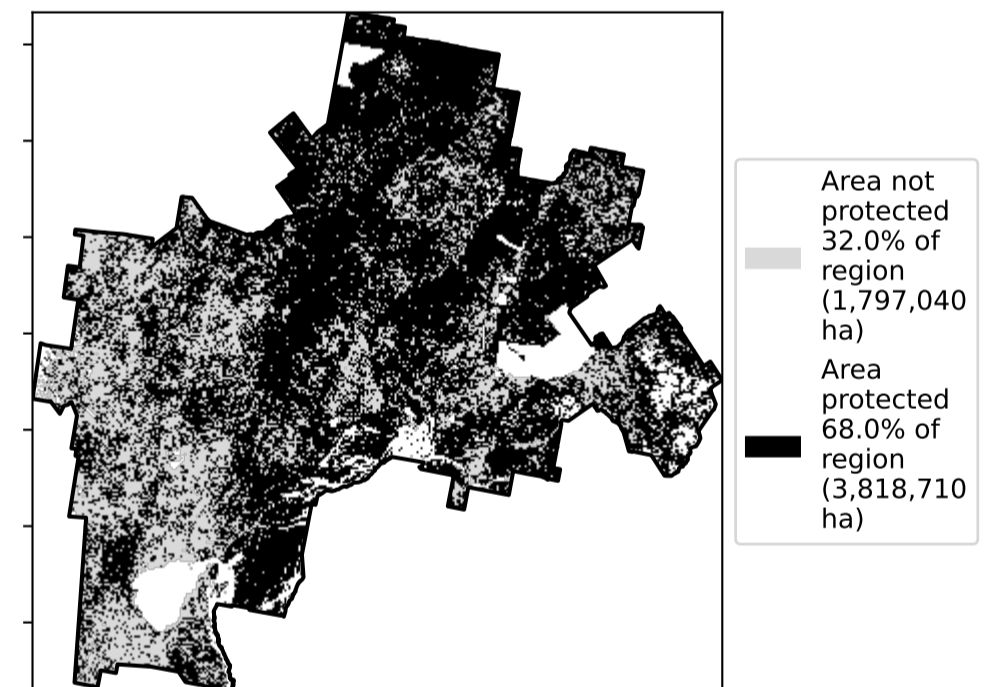 Area not
protected
32.0% of
region
(1,797,040
ha)
Area
protected
68.0% of
region
(3,818,710
ha)